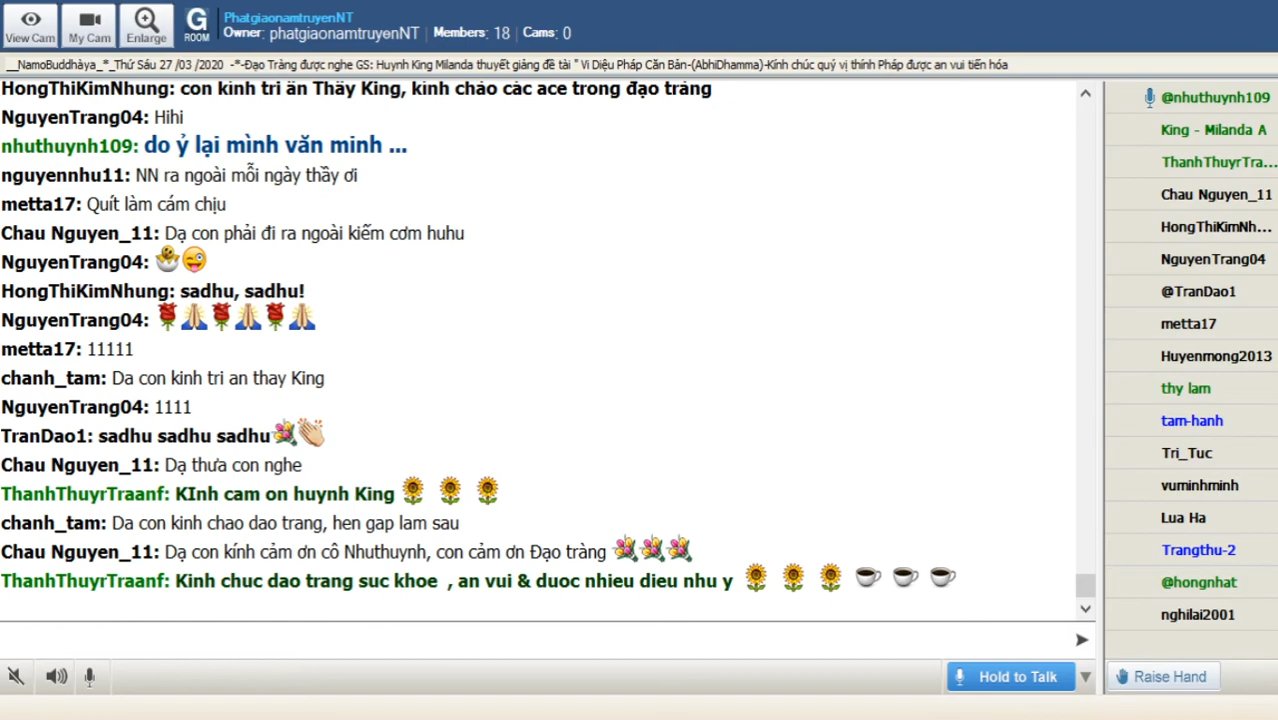 View Cam
My Cam
Enlarge
G
ROOM
PhatgiaonamtruyenNT
Owner: phatgiaonamtruyenNT | Members: 18 | Cams: 0
__NamoBuddhàya_*_Thứ Sáu 27 /03 /2020 -*-Đạo Tràng được nghe GS: Huynh King Milanda thuyết giảng đề tài " Vi Diệu Pháp Căn Bản-(AbhiDhamma)-Kính chúc quý vị thính Pháp được an vui tiến hóa
HongThiKimNhung: con kính tri ân Thầy King, kính chào các ace trong đạo tràng
NguyenTrang04: Hihi
nhuthuynh109: do ỷ lại mình văn minh ...
nguyennhu11: NN ra ngoài mỗi ngày thầy ơi
metta17: Quít làm cám chịu
Chau Nguyen_11: Dạ con phải đi ra ngoài kiếm cơm huhu
NguyenTrang04:
HongThiKimNhung: sadhu, sadhu!
NguyenTrang04:
metta17: 11111
chanh_tam: Da con kinh tri an thay King
NguyenTrang04: 1111
TranDao1: sadhu sadhu sadhu
Chau Nguyen_11: Dạ thưa con nghe
ThanhThuyrTraanf: KInh cam on huynh King
chanh_tam: Da con kinh chao dao trang, hen gap lam sau
Chau Nguyen_11: Dạ con kính cảm ơn cô Nhuthuynh, con cảm ơn Đạo tràng
ThanhThuyrTraanf: Kinh chuc dao trang suc khoe , an vui & duoc nhieu dieu nhu y
@nhuthuynh109
King - Milanda A
ThanhThuyrTra...
Chau Nguyen_11
HongThiKimNh...
NguyenTrang04
@TranDao1
metta17
Huyenmong2013
thy lam
tam-hanh
Tri_Tuc
vuminhminh
Lua Ha
Trangthu-2
@hongnhat
nghilai2001
Hold to Talk
Raise Hand